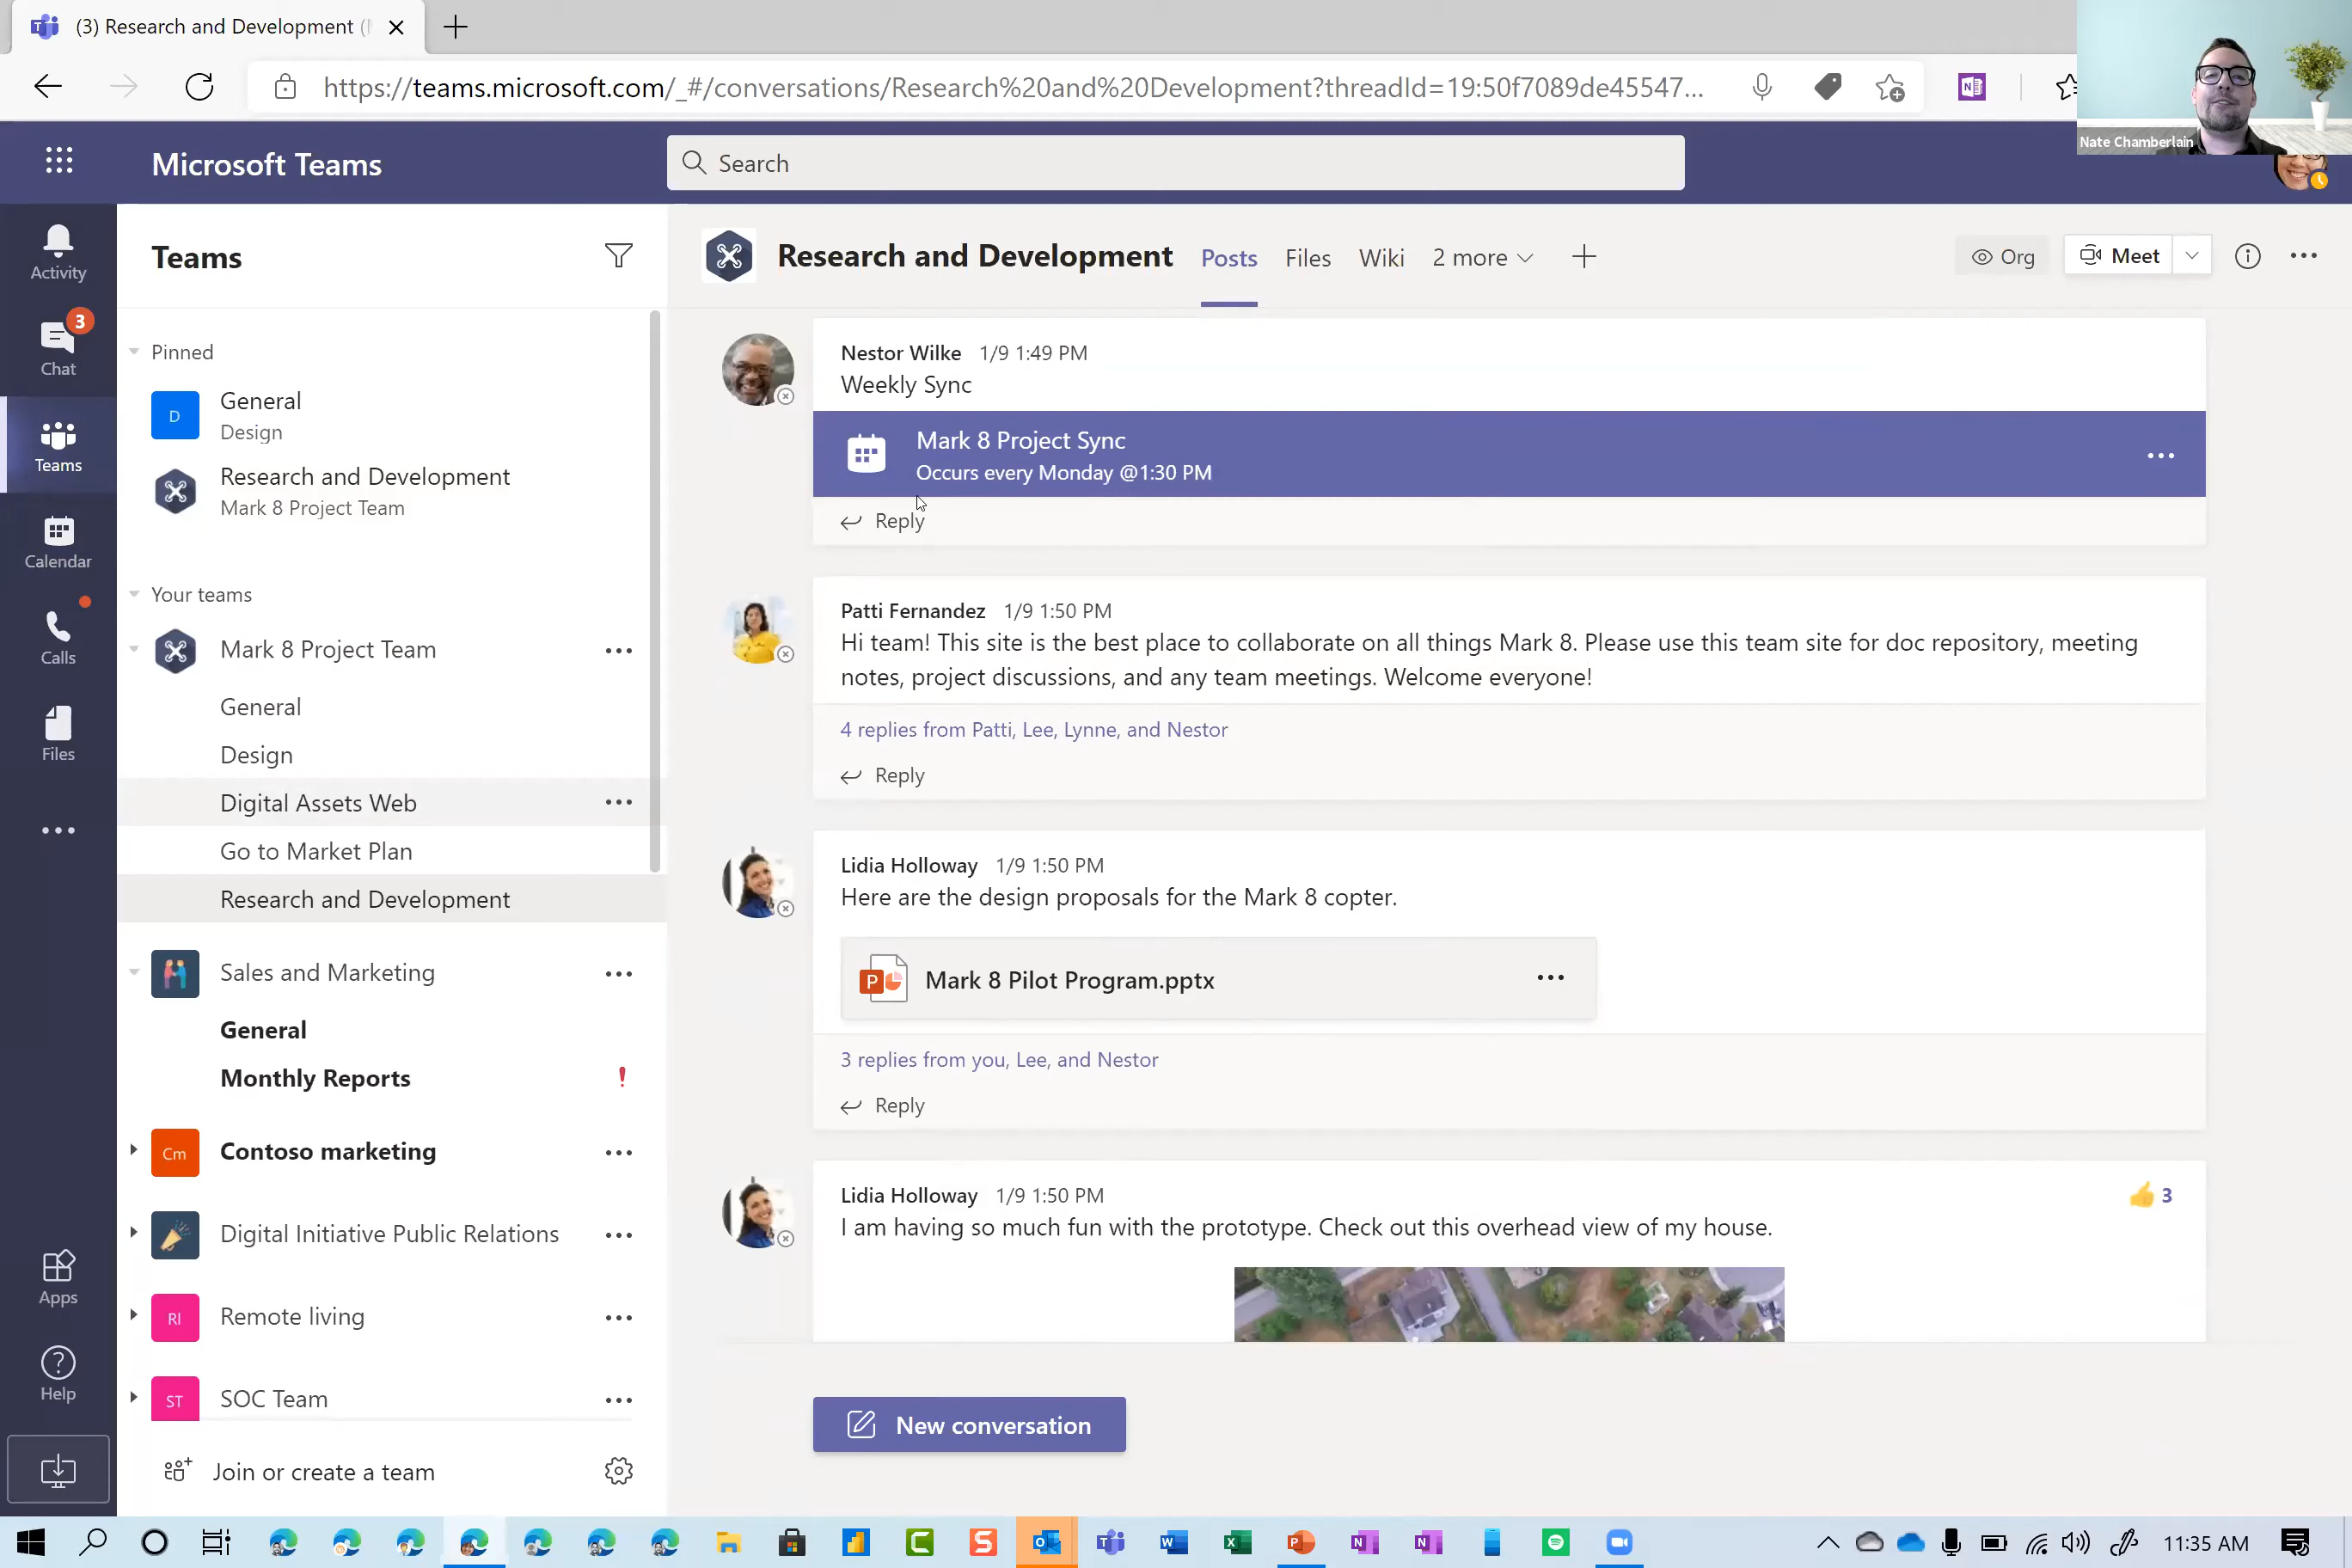 (3) Research and Development (
https://teams.microsoft.com/_#/conversations/Research%20and%20Development?threadId=19:50f7089de45547...
Nate Chamberlain
Microsoft Teams
Search
Activity
3
Chat
Teams
Calendar
Calls
Files
Apps
Help
Teams
Pinned
D
General
Design
Research and Development
Mark 8 Project Team
Your teams
Mark 8 Project Team
General
Design
Digital Assets Web
Go to Market Plan
Research and Development
Sales and Marketing
General
Monthly Reports !
Cm Contoso marketing
Digital Initiative Public Relations
Rl Remote living
ST SOC Team
Join or create a team
Research and Development Posts Files Wiki 2 more Org Meet
Nestor Wilke 1/9 1:49 PM
Weekly Sync
Mark 8 Project Sync
Occurs every Monday @1:30 PM
Reply
Patti Fernandez 1/9 1:50 PM
Hi team! This site is the best place to collaborate on all things Mark 8. Please use this team site for doc repository, meeting
notes, project discussions, and any team meetings. Welcome everyone!
4 replies from Patti, Lee, Lynne, and Nestor
Reply
Lidia Holloway 1/9 1:50 PM
Here are the design proposals for the Mark 8 copter.
P Mark 8 Pilot Program.pptx
3 replies from you, Lee, and Nestor
Reply
Lidia Holloway 1/9 1:50 PM 3
I am having so much fun with the prototype. Check out this overhead view of my house.
New conversation
11:35 AM